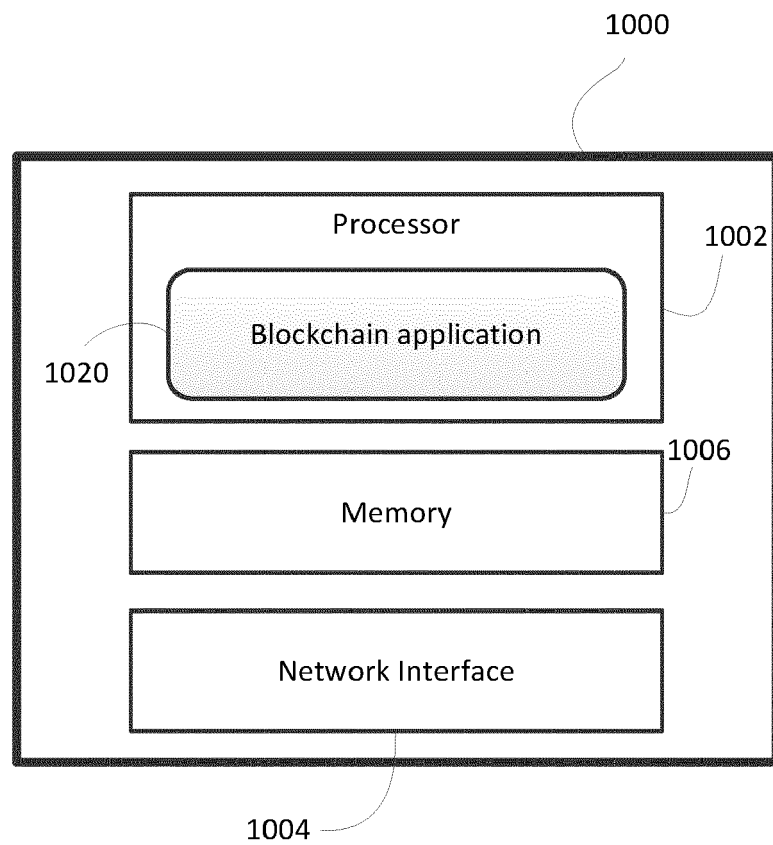 1000
Processor
1002
Blockchain application
1020
1006
Memory
Network Interface
1004